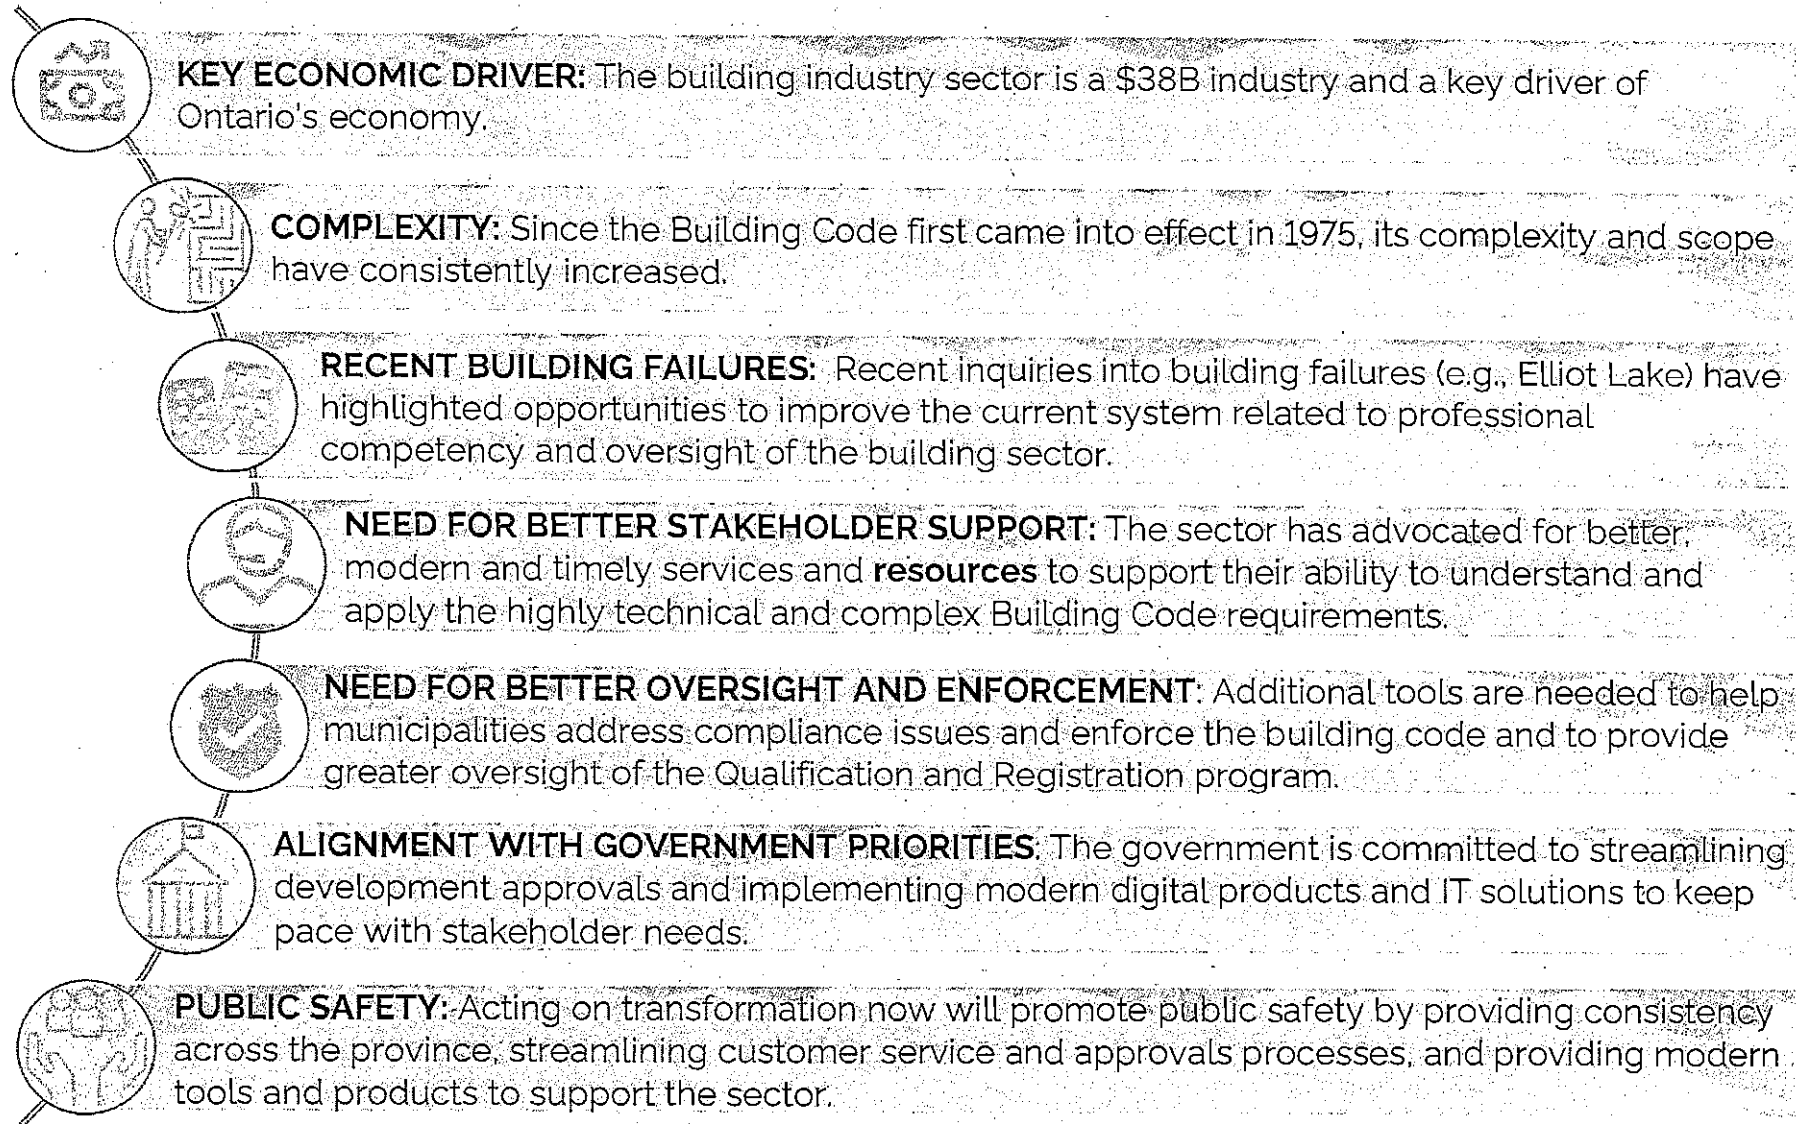 KEY ECONOMIC DRIVER: The building industry sector is a $38B industry and a key driver of
Ontario's economy.
COMPLEXITY: Since the Building Code first came into effect in 1975, its complexity and scope
have consistently increased.
RECENT BUILDING FAILURES: Recent inquiries into building failures (e.g., Elliot Lake) have
highlighted opportunities to improve the current system related to professional
competency and oversight of the building sector.
NEED FOR BETTER STAKEHOLDER SUPPORT: The sector has advocated for better,
modern and timely services and resources to support their ability to understand and
apply the highly technical and complex Building Code requirements.
NEED FOR BETTER OVERSIGHT AND ENFORCEMENT: Additional tools are needed to help
municipalities address compliance issues and enforce the building code and to provide
greater oversight of the Qualification and Registration program.
ALIGNMENT WITH GOVERNMENT PRIORITIES: The government is committed to streamlining
development approvals and implementing modern digital products and IT solutions to keep
pace with stakeholder needs.
PUBLIC SAFETY: Acting on transformation now will promote public safety by providing consistency
across the province, streamlining customer service and approvals processes, and providing modern
tools and products to support the sector.